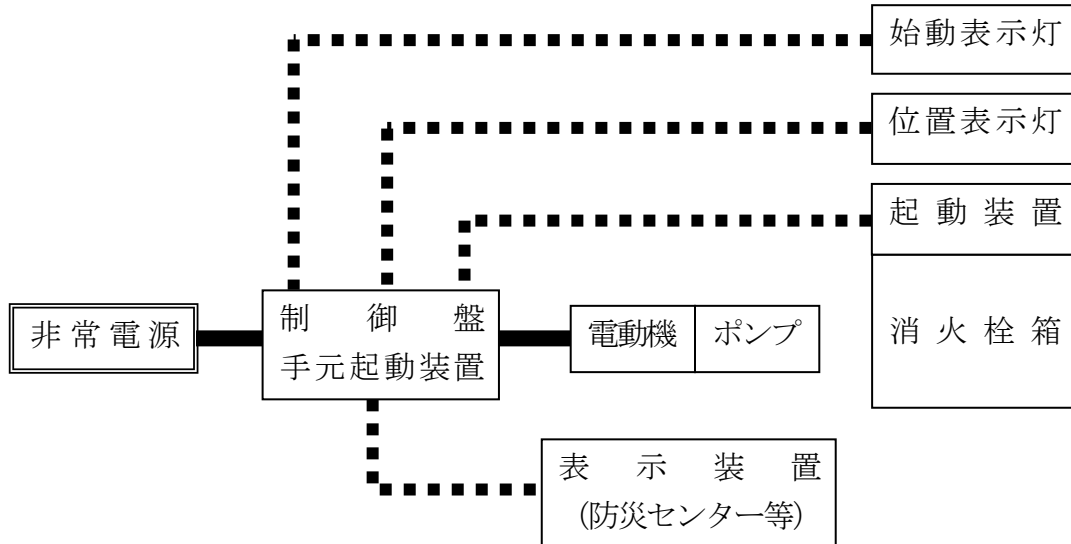 始動表示灯
位置表示灯
起動装置
消火栓箱
非常電源
制御盤
手元起動装置
電動機
ポンプ
表示装置
(防災センター等)